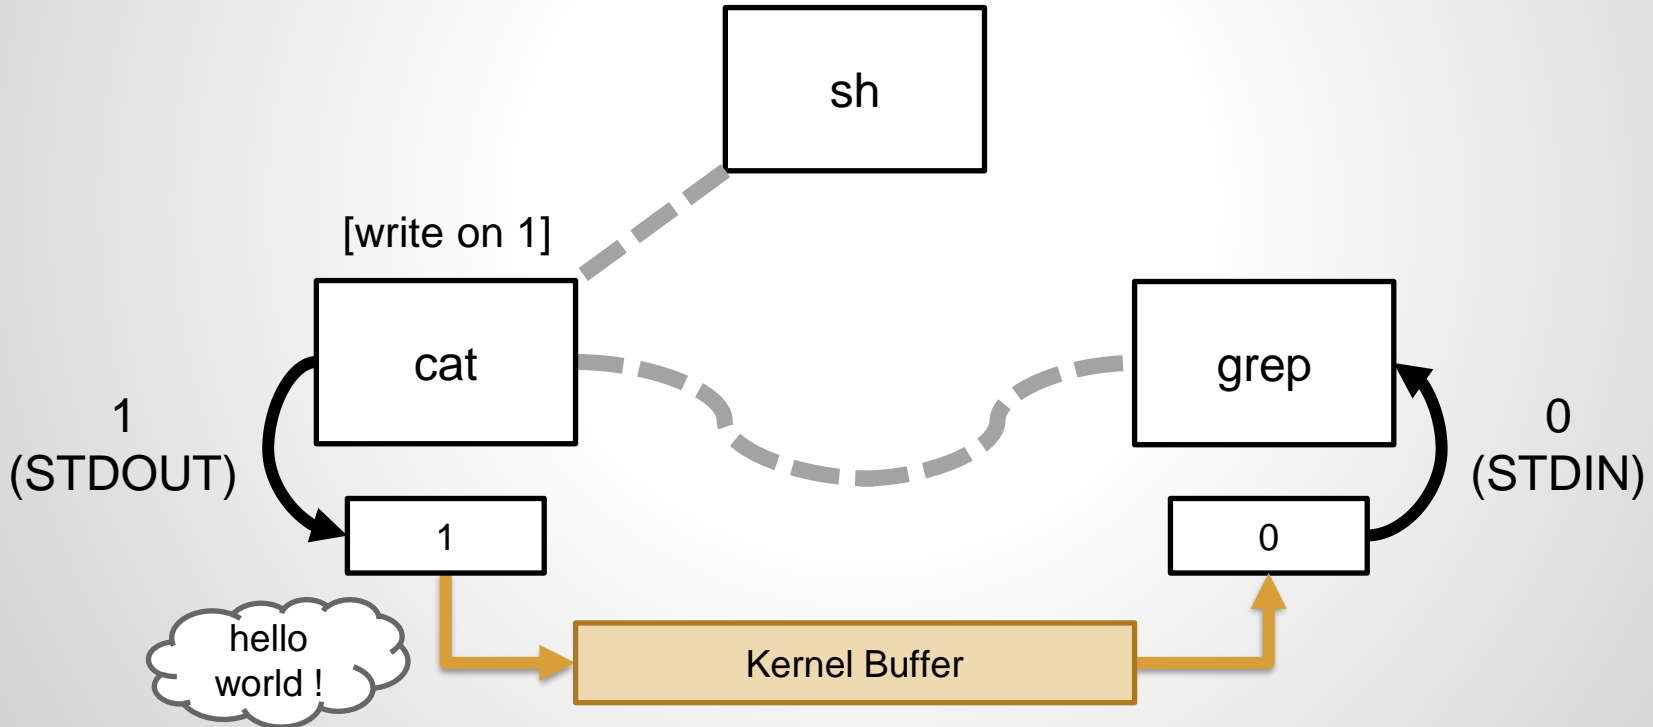 sh
[write on 1]
cat
grep
1
(STDOUT)
0
(STDIN)
1
0
hello
world !
Kernel Buffer